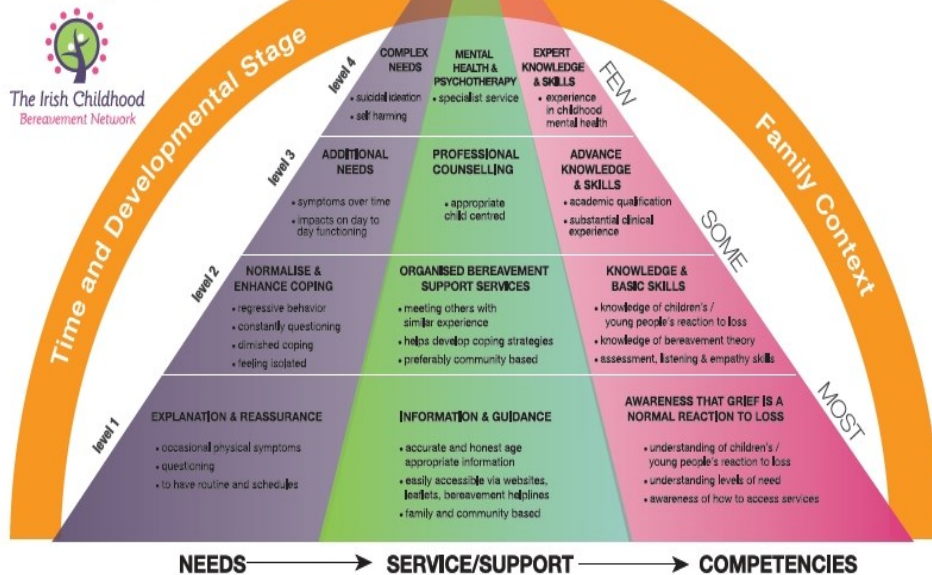 The Irish Childhood
Bereavement Network
Time and Developmental Stage
Family Context
level 4
COMPLEX
NEEDS
• suicidal ideation
• self harming
MENTAL
HEALTH &
PSYCHOTHERAPY
• specialist service
EXPERT
KNOWLEDGE
& SKILLS
• experience
in childhood
mental health
FEW
level 3
ADDITIONAL
NEEDS
• symptoms over time
• impacts on day to
day functioning
PROFESSIONAL
COUNSELLING
• appropriate
child centred
ADVANCE
KNOWLEDGE
& SKILLS
• academic qualification
• substantial clinical
experience
SOME
level 2
NORMALISE &
ENHANCE COPING
• regressive behavior
• constantly questioning
• dimished coping
• feeling isolated
ORGANISED BEREAVEMENT
SUPPORT SERVICES
• meeting others with
similar experience
• helps develop coping strategies
• preferably community based
KNOWLEDGE &
BASIC SKILLS
• knowledge of children's /
young people's reaction to loss
• knowledge of bereavement theory
• assessment, listening & empathy skills
MOST
level 1
EXPLANATION & REASSURANCE
• occasional physical symptoms
• questioning
• to have routine and schedules
INFORMATION & GUIDANCE
• accurate and honest age
appropriate information
• easily accessible via websites,
leaflets, bereavement helplines
• family and community based
AWARENESS THAT GRIEF IS A
NORMAL REACTION TO LOSS
• understanding of children's /
young people's reaction to loss
• understanding levels of need
• awareness of how to access services
NEEDS SERVICE/SUPPORT COMPETENCIES